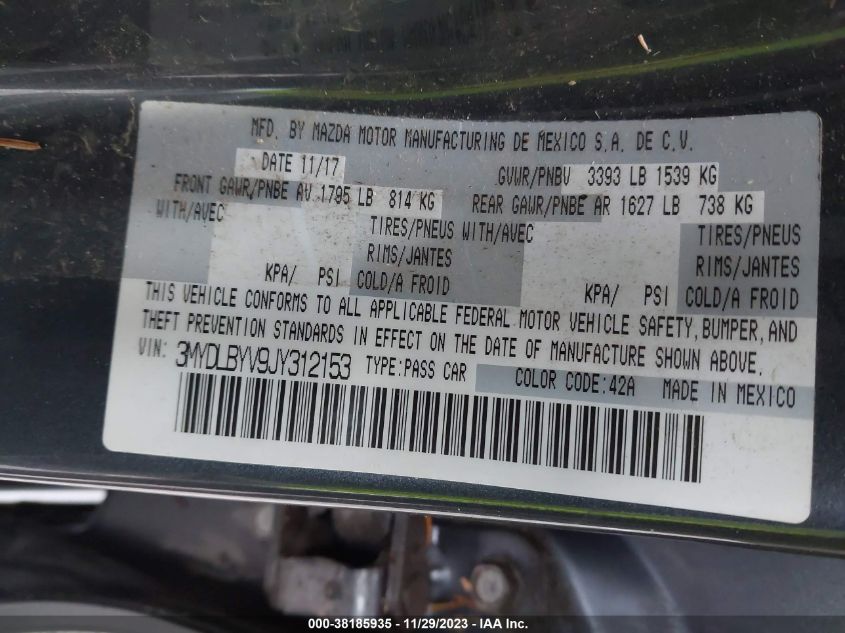 MFD. BY MAZDA MOTOR MANUFACTURING DE MEXICO S.A. DE C.V.
DATE 11/17 GVWR/PNBV 3393 LB 1539 KG
FRONT GAWR/PNBE AV 1795 LB 814 KG REAR GAWR/PNBE AR 1627 LB 738 KG
WITH/AVEC TIRES/PNEUS WITH/AVEC TIRES/PNEUS
RIMS/JANTES RIMS/JANTES
KPA/ PSI COLD/A FROID KPA/ PSI COLD/A FROID
THIS VEHICLE CONFORMS TO ALL APPLICABLE FEDERAL MOTOR VEHICLE SAFETY, BUMPER, AND
THEFT PREVENTION STANDARDS IN EFFECT ON THE DATE OF MANUFACTURE SHOWN ABOVE.
VIN: 3MYDLBYV9JY312153 TYPE:PASS CAR COLOR CODE:42A MADE IN MEXICO
000-38185935 - 11/29/2023 - IAA Inc.